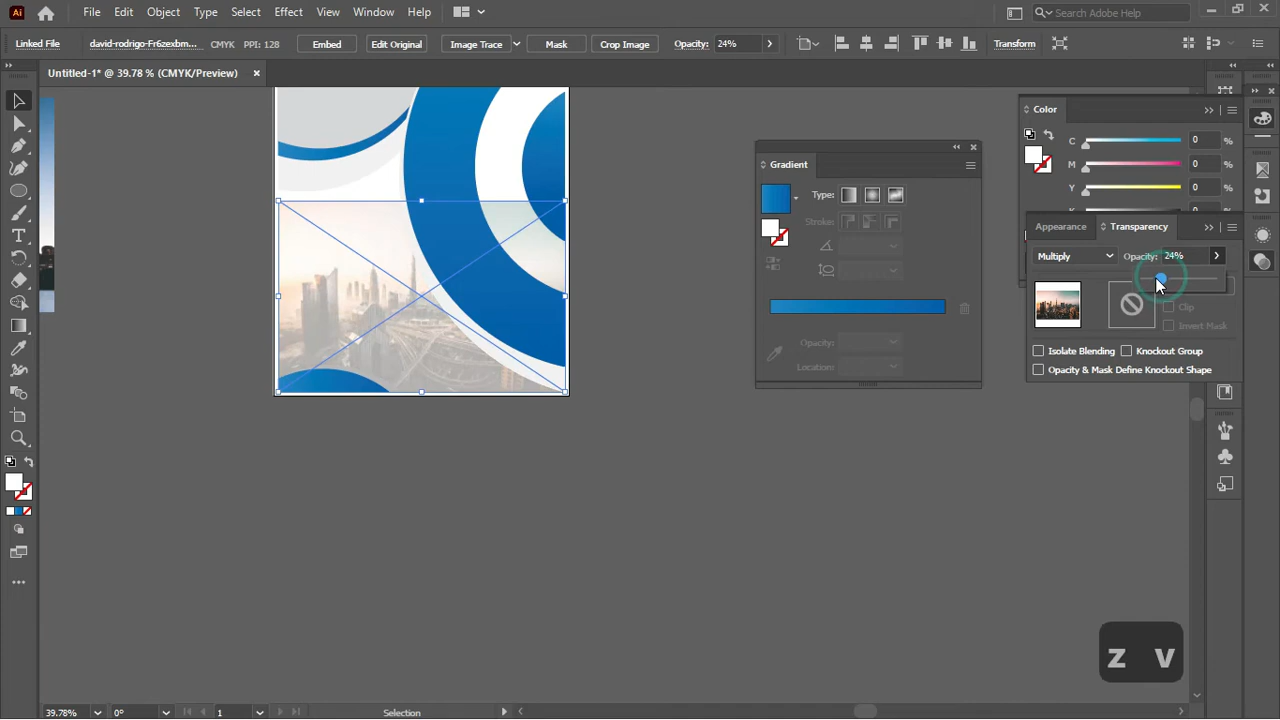 Ai File Edit Object Type Select Effect View Window Help Search Adobe Help
Linked File david-rodrigo-Fr6zexbm... CMYK PPI: 128 Embed Edit Original Image Trace Mask Crop Image Opacity: 24% Transform
Untitled-1* @ 39.78 % (CMYK/Preview)
Color
C 0 %
M 0 %
Y 0 %
Gradient
Type:
Stroke:
Opacity:
Location:
Appearance Transparency
Multiply Opacity: 24%
Clip
Invert Mask
Isolate Blending Knockout Group
Opacity & Mask Define Knockout Shape
z v
39.78% 0° 1 Selection